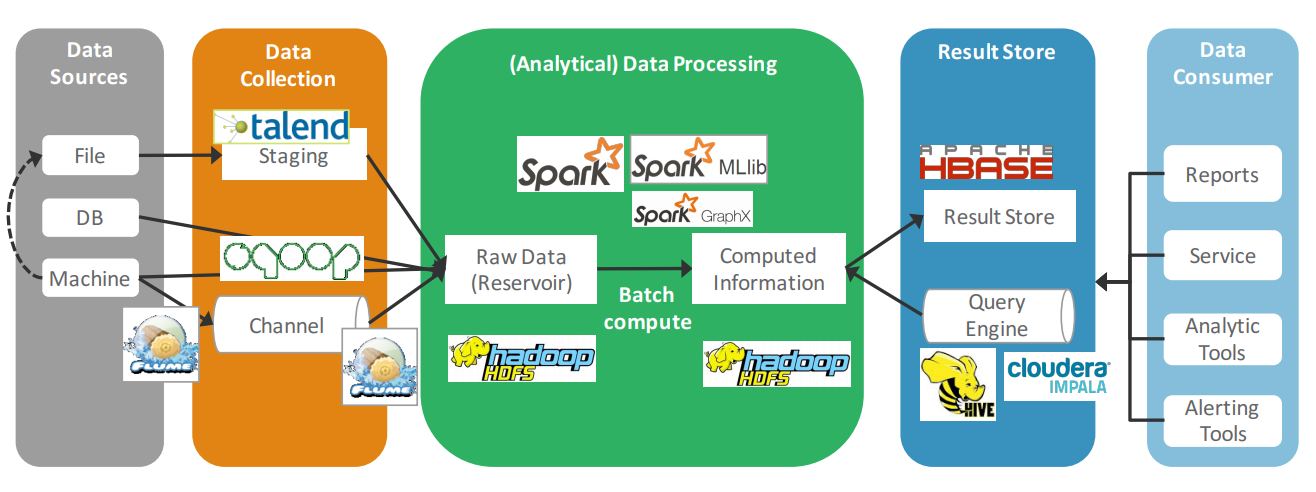 Data
Sources
File
DB
Machine
FLUME
Data
Collection
talend
Staging
sqoop
Channel
FLUME
(Analytical) Data Processing
Spark
Spark MLlib
Spark GraphX
Raw Data
(Reservoir)
Batch
compute
Computed
Information
hadoop
HDFS
hadoop
HDFS
Result Store
APACHE
HBASE
Result Store
Query
Engine
HIVE
cloudera
IMPALA
Data
Consumer
Reports
Service
Analytic
Tools
Alerting
Tools